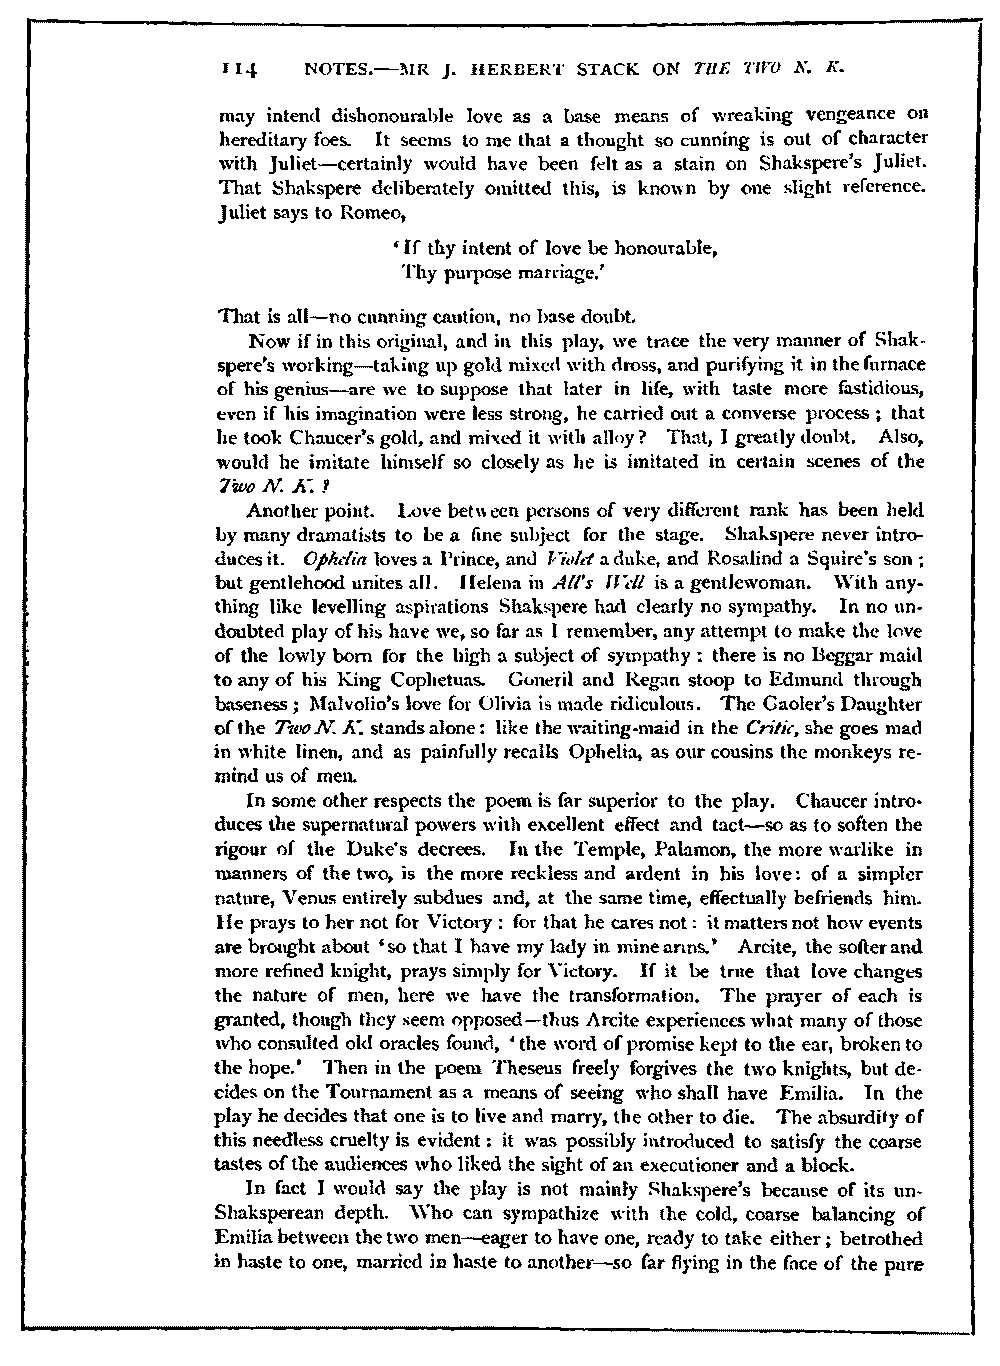 114 NOTES.—MR J. HERBERT STACK ON THE TWO N. K.
may intend dishonourable love as a base means of wreaking vengeance on
hereditary foes. It seems to me that a thought so cunning is out of character
with Juliet—certainly would have been felt as a stain on Shakspere's Juliet.
That Shakspere deliberately omitted this, is known by one slight reference.
Juliet says to Romeo,
'If thy intent of love be honourable,
Thy purpose marriage.'
That is all—no cunning caution, no base doubt.
Now if in this original, and in this play, we trace the very manner of Shak-
spere's working—taking up gold mixed with dross, and purifying it in the furnace
of his genius—are we to suppose that later in life, with taste more fastidious,
even if his imagination were less strong, he carried out a converse process; that
he took Chaucer's gold, and mixed it with alloy? That, I greatly doubt. Also,
would he imitate himself so closely as he is imitated in certain scenes of the
Two N. K.?
Another point. Love between persons of very different rank has been held
by many dramatists to be a fine subject for the stage. Shakspere never intro-
duces it. Ophelia loves a Prince, and Violet a duke, and Rosalind a Squire's son;
but gentlehood unites all. Helena in All's Well is a gentlewoman. With any-
thing like levelling aspirations Shakspere had clearly no sympathy. In no un-
doubted play of his have we, so far as I remember, any attempt to make the love
of the lowly born for the high a subject of sympathy: there is no Beggar maid
to any of his King Cophetuas. Goneril and Regan stoop to Edmund through
baseness; Malvolio's love for Olivia is made ridiculous. The Gaoler's Daughter
of the Two N. K. stands alone: like the waiting-maid in the Critic, she goes mad
in white linen, and as painfully recalls Ophelia, as our cousins the monkeys re-
mind us of men.
In some other respects the poem is far superior to the play. Chaucer intro-
duces the supernatural powers with excellent effect and tact—so as to soften the
rigour of the Duke's decrees. In the Temple, Palamon, the more warlike in
manners of the two, is the more reckless and ardent in his love: of a simpler
nature, Venus entirely subdues and, at the same time, effectually befriends him.
He prays to her not for Victory: for that he cares not: it matters not how events
are brought about 'so that I have my lady in mine arms.' Arcite, the softer and
more refined knight, prays simply for Victory. If it be true that love changes
the nature of men, here we have the transformation. The prayer of each is
granted, though they seem opposed—thus Arcite experiences what many of those
who consulted old oracles found, 'the word of promise kept to the ear, broken to
the hope.' Then in the poem Theseus freely forgives the two knights, but de-
cides on the Tournament as a means of seeing who shall have Emilia. In the
play he decides that one is to live and marry, the other to die. The absurdity of
this needless cruelty is evident: it was possibly introduced to satisfy the coarse
tastes of the audiences who liked the sight of an executioner and a block.
In fact I would say the play is not mainly Shakspere's because of its un-
Shaksperean depth. Who can sympathize with the cold, coarse balancing of
Emilia between the two men—eager to have one, ready to take either; betrothed
in haste to one, married in haste to another—so far flying in the face of the pure